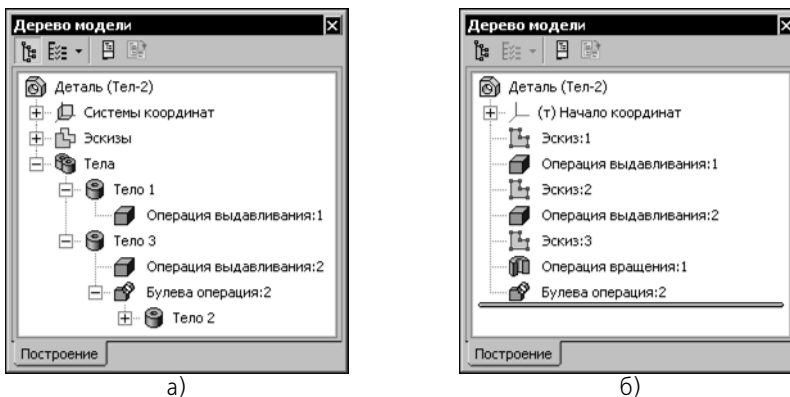 Дерево модели
Деталь (Тел-2)
Системы координат
Эскизы
Тела
Тело 1
Операция выдавливания:1
Тело 3
Операция выдавливания:2
Булева операция:2
Тело 2
Построение
а)
Дерево модели
Деталь (Тел-2)
(т) Начало координат
Эскиз:1
Операция выдавливания:1
Эскиз:2
Операция выдавливания:2
Эскиз:3
Операция вращения:1
Булева операция:2
Построение
б)